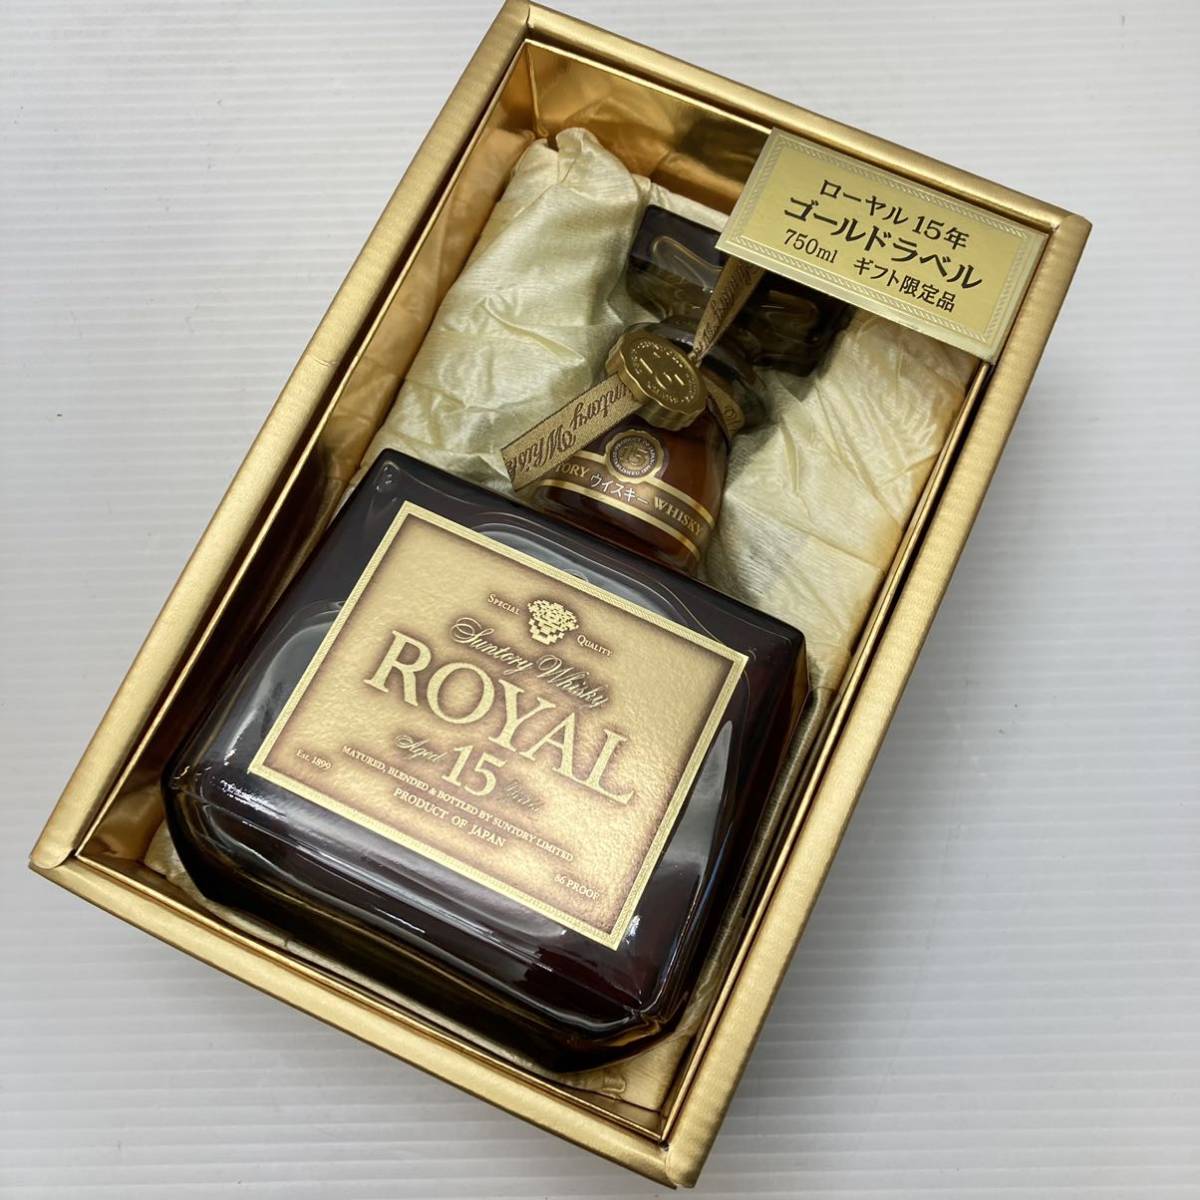 ローヤル 15年
ゴールドラベル
750ml ギフト限定品
Suntory Whisky
15
SUNTORY ウイスキー WHISKY
SPECIAL QUALITY
Suntory Whisky
ROYAL
Aged 15 Years
Est. 1899
MATURED, BLENDED & BOTTLED BY SUNTORY LIMITED
PRODUCT OF JAPAN
86 PROOF